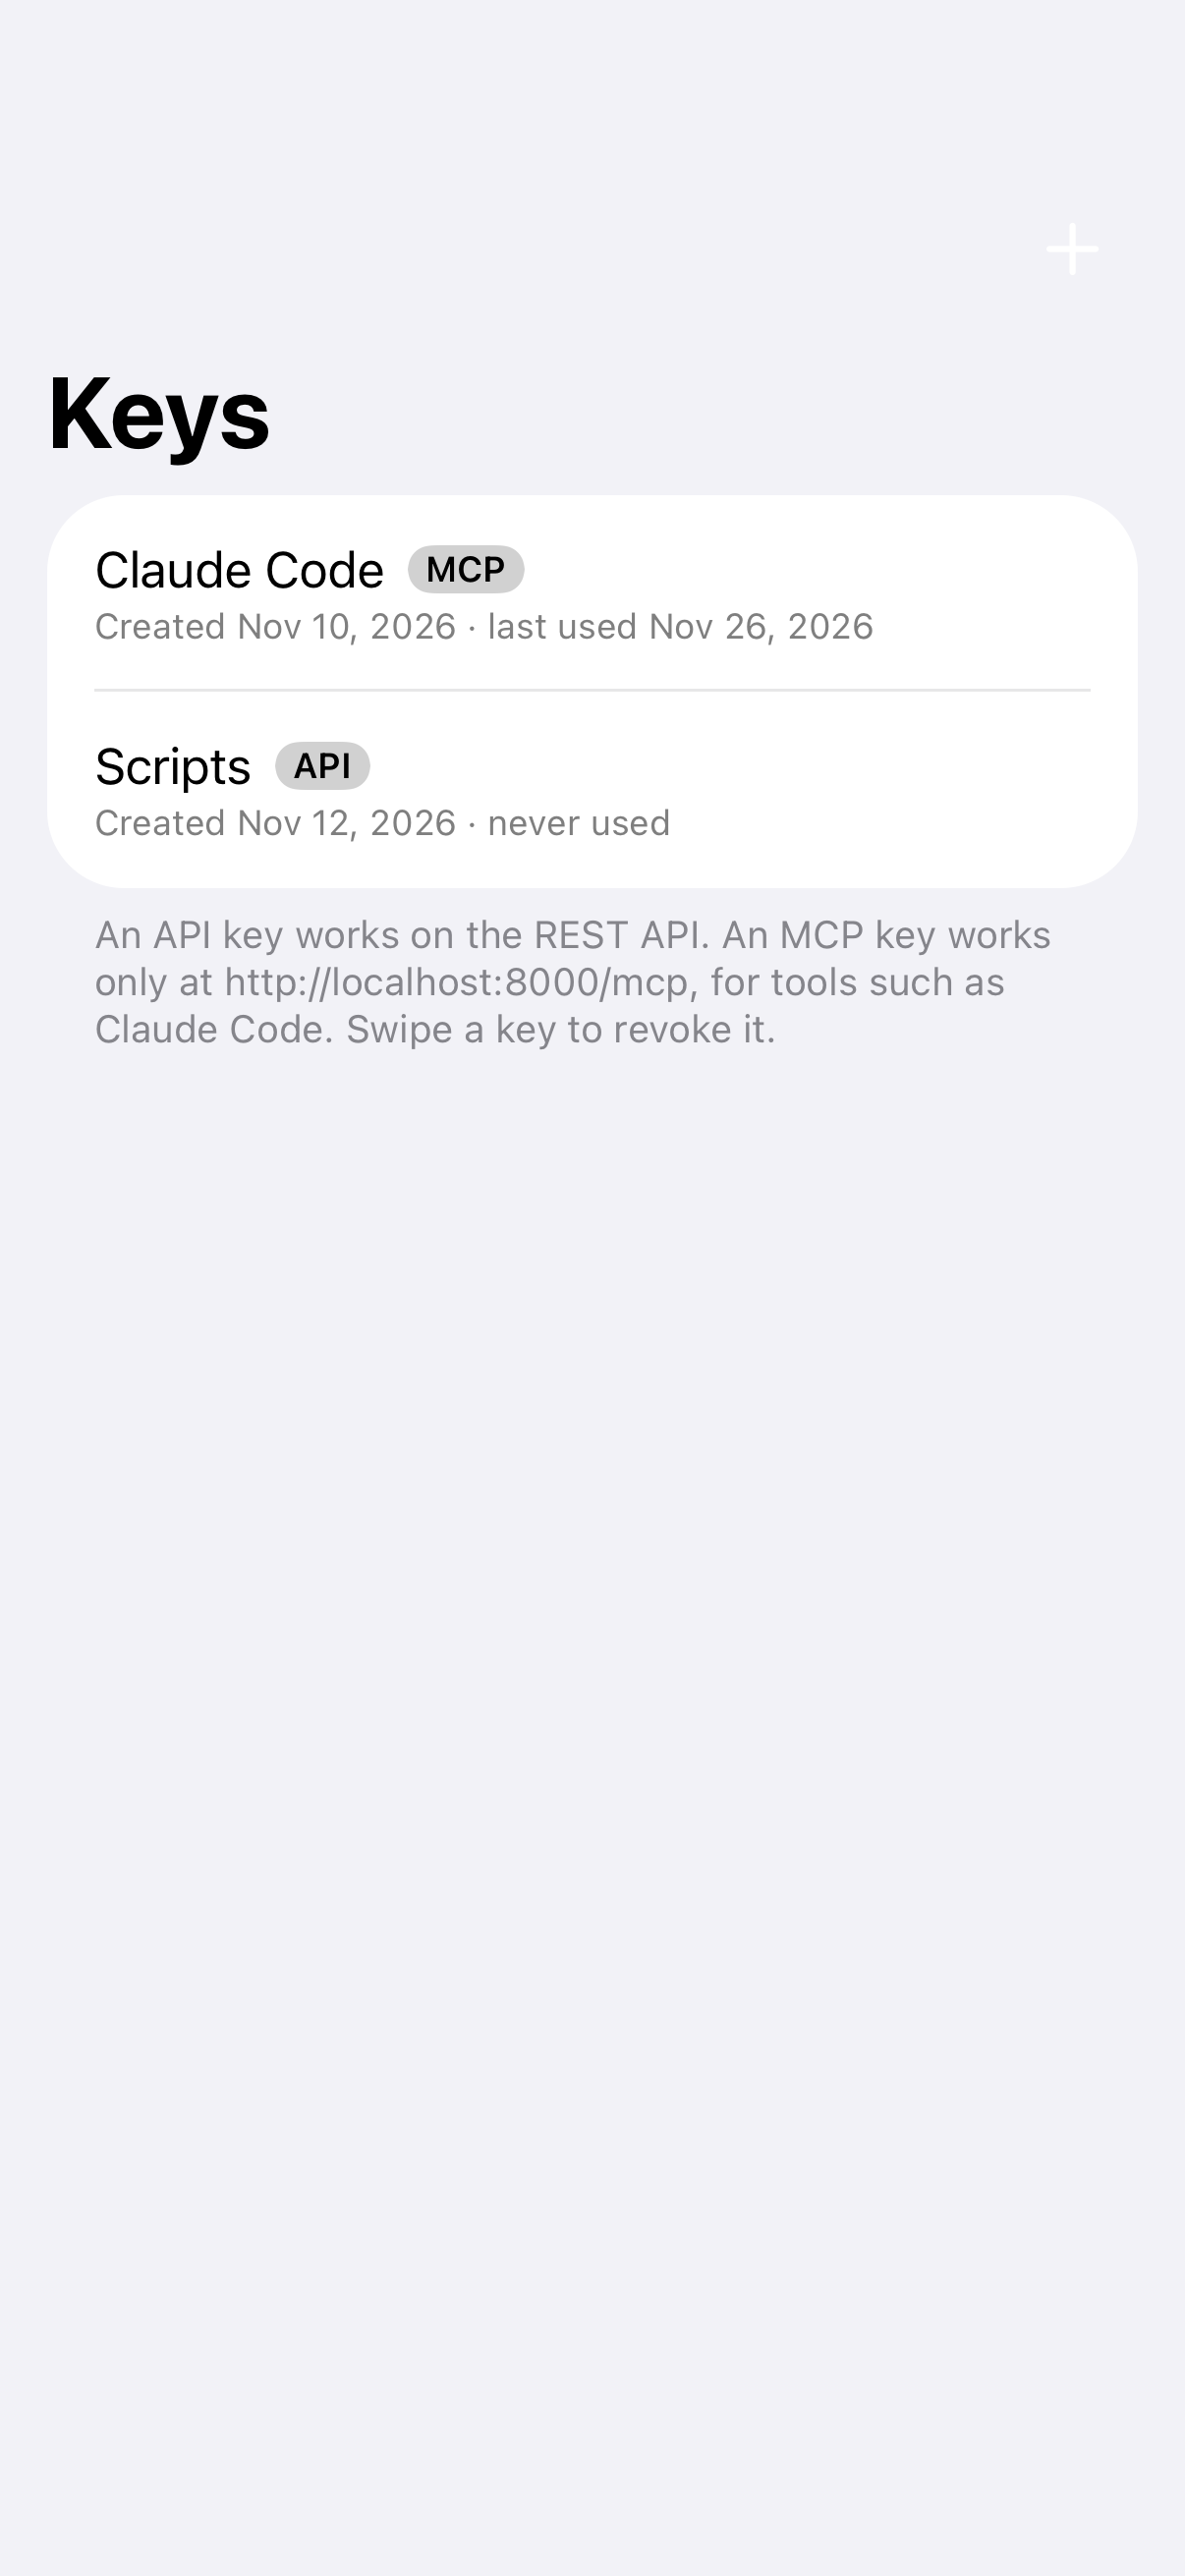 Keys
Claude Code MCP
Created Nov 10, 2026 · last used Nov 26, 2026
Scripts API
Created Nov 12, 2026 · never used
An API key works on the REST API. An MCP key works
only at http://localhost:8000/mcp, for tools such as
Claude Code. Swipe a key to revoke it.